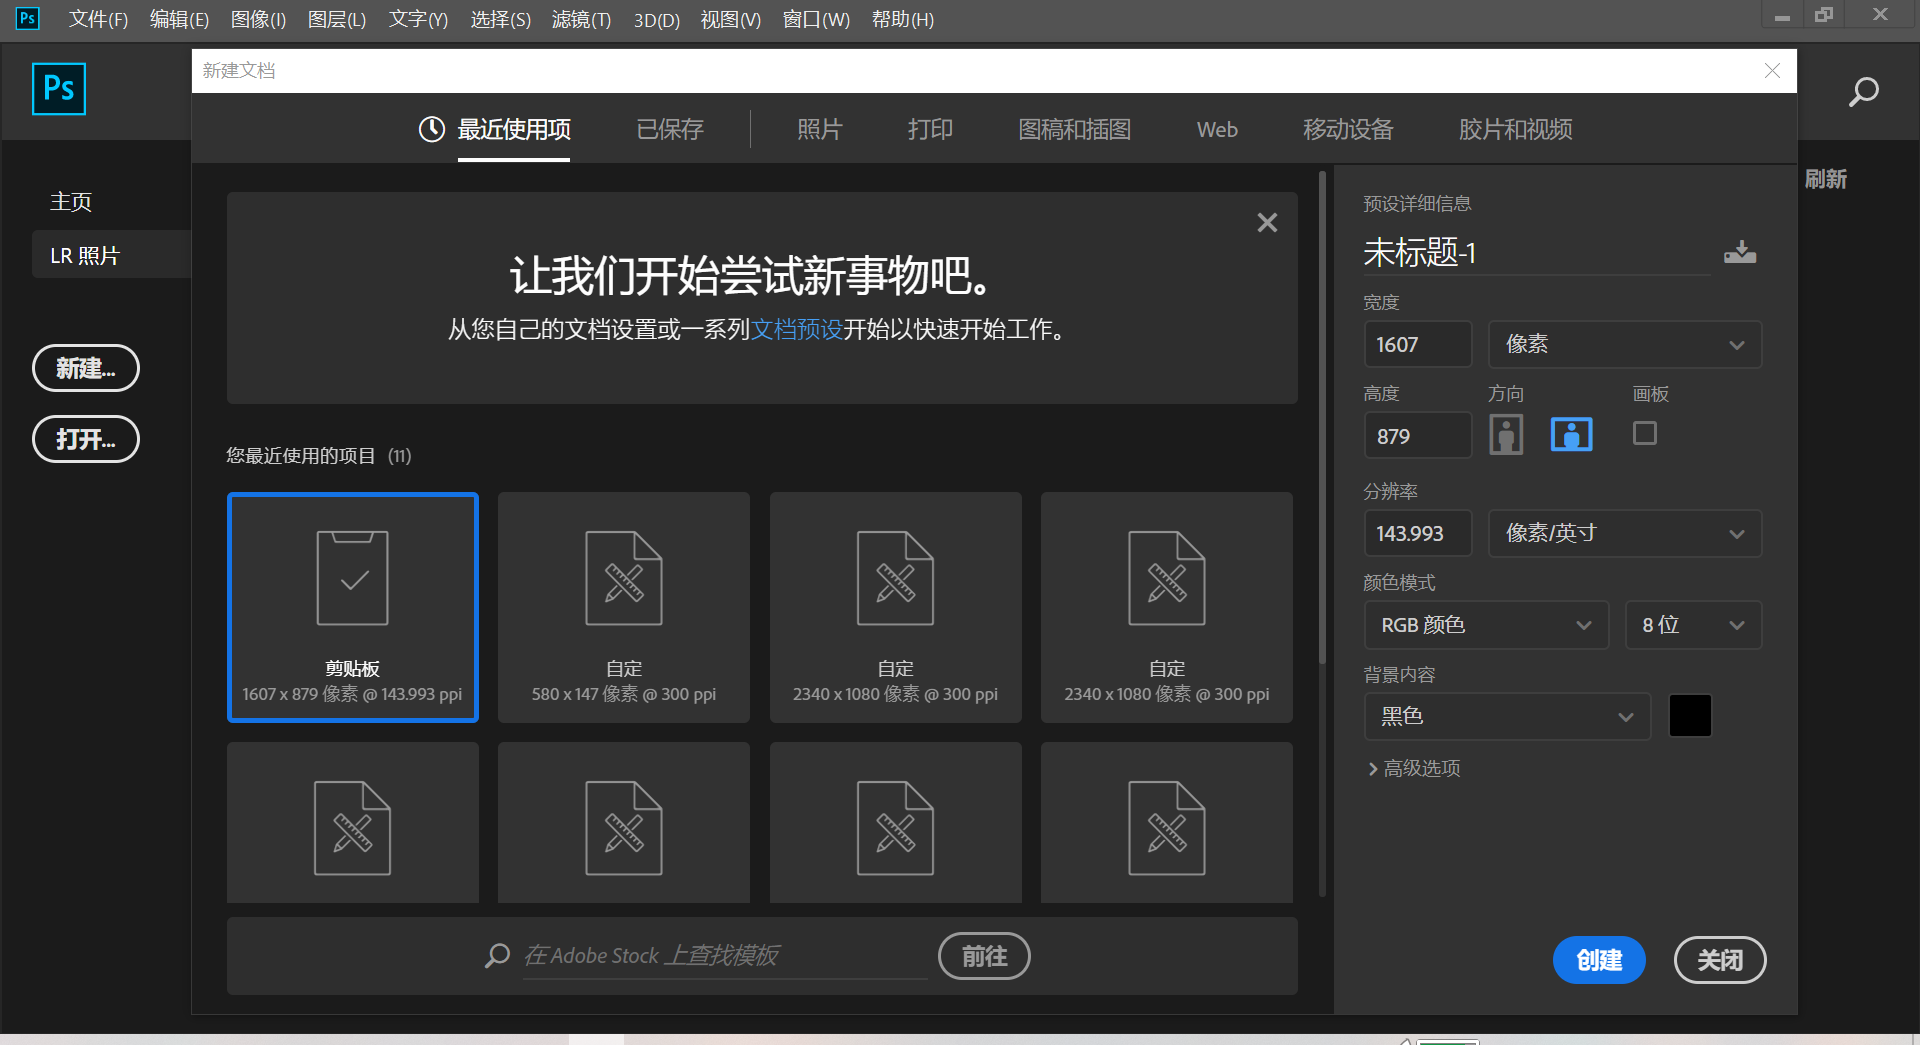 Ps 文件(F) 编辑(E) 图像(I) 图层(L) 文字(Y) 选择(S) 滤镜(T) 3D(D) 视图(V) 窗口(W) 帮助(H)
Ps
新建文档
最近使用项 已保存 照片 打印 图稿和插图 Web 移动设备 胶片和视频
刷新
主页
LR 照片
新建...
打开...
让我们开始尝试新事物吧。
从您自己的文档设置或一系列文档预设开始以快速开始工作。
您最近使用的项目 (11)
剪贴板
1607 x 879 像素 @ 143.993 ppi
自定
580 x 147 像素 @ 300 ppi
自定
2340 x 1080 像素 @ 300 ppi
自定
2340 x 1080 像素 @ 300 ppi
在 Adobe Stock 上查找模板
前往
预设详细信息
未标题-1
宽度
1607 像素
高度 方向 画板
879
分辨率
143.993 像素/英寸
颜色模式
RGB 颜色 8 位
背景内容
黑色
高级选项
创建 关闭